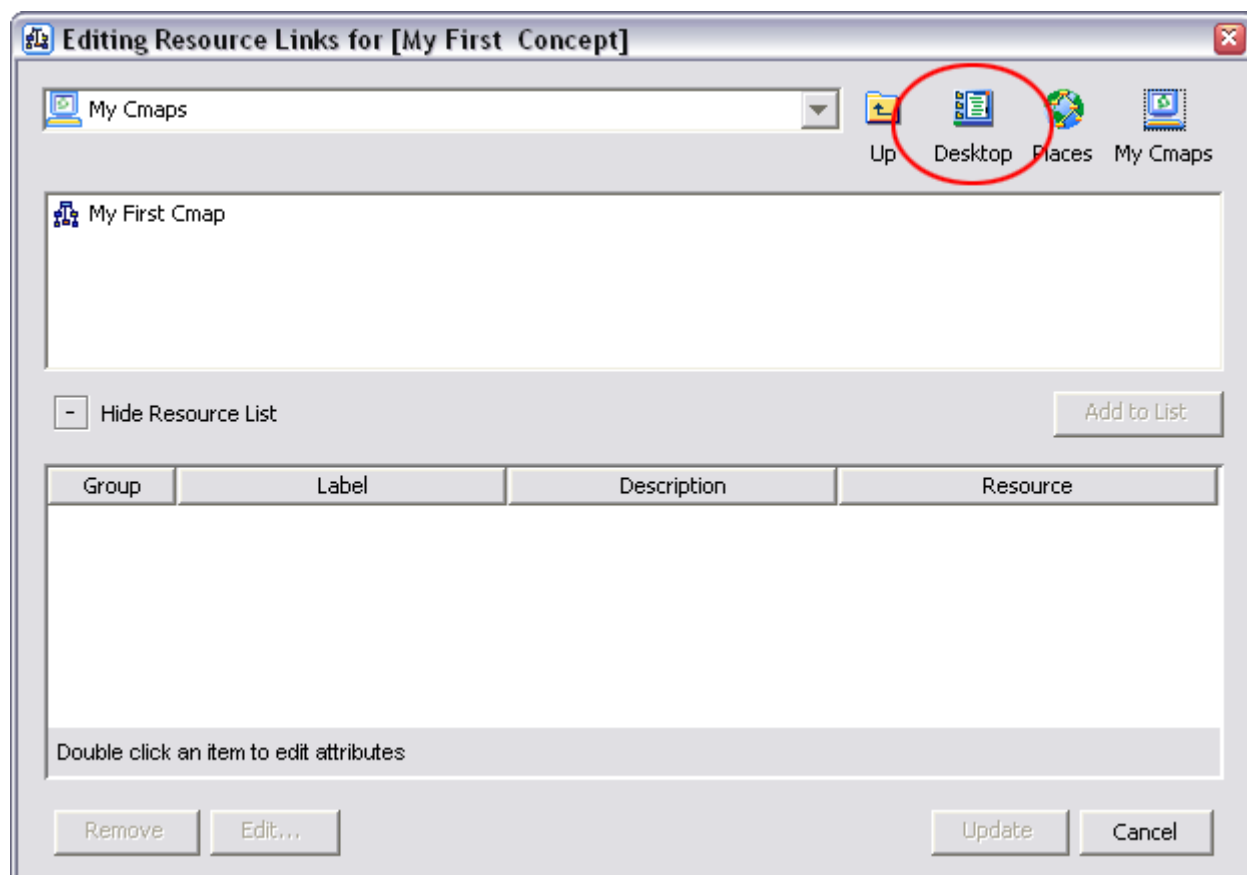 Editing Resource Links for [My First Concept]
My Cmaps
Up Desktop Places My Cmaps
My First Cmap
- Hide Resource List Add to List
Group Label Description Resource
Double click an item to edit attributes
Remove Edit... Update Cancel